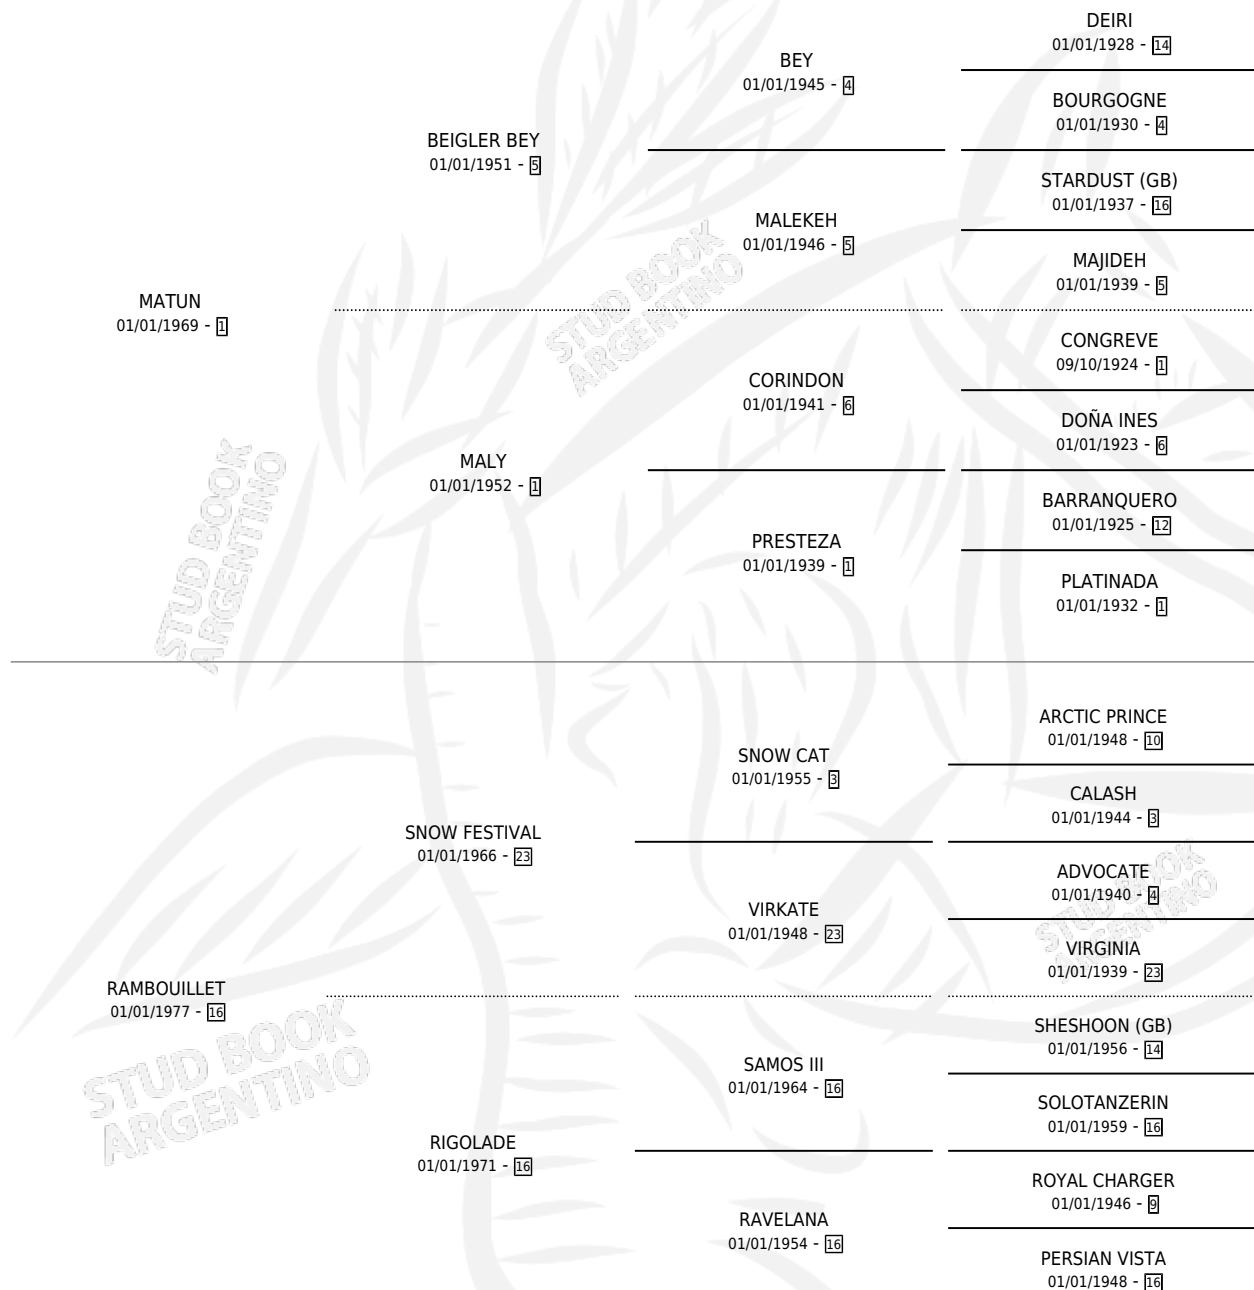 DEIRI
01/01/1928 - 14
BEY
01/01/1945 - 4
BOURGOGNE
01/01/1930 - 4
BEIGLER BEY
01/01/1951 - 5
STARDUST (GB)
01/01/1937 - 16
MALEKEH
01/01/1946 - 5
MAJIDEH
01/01/1939 - 5
MATUN
01/01/1969 - 1
CONGREVE
09/10/1924 - 1
CORINDON
01/01/1941 - 6
DOÑA INES
01/01/1923 - 6
MALY
01/01/1952 - 1
BARRANQUERO
01/01/1925 - 12
PRESTEZA
01/01/1939 - 1
PLATINADA
01/01/1932 - 1
ARCTIC PRINCE
01/01/1948 - 10
SNOW CAT
01/01/1955 - 3
CALASH
01/01/1944 - 3
SNOW FESTIVAL
01/01/1966 - 23
ADVOCATE
01/01/1940 - 4
VIRKATE
01/01/1948 - 23
VIRGINIA
01/01/1939 - 23
RAMBOUILLET
01/01/1977 - 16
SHESHOON (GB)
01/01/1956 - 14
SAMOS III
01/01/1964 - 16
SOLOTANZERIN
01/01/1959 - 16
RIGOLADE
01/01/1971 - 16
ROYAL CHARGER
01/01/1946 - 9
RAVELANA
01/01/1954 - 16
PERSIAN VISTA
01/01/1948 - 16
STUD BOOK
ARGENTINO
STUD BOOK
ARGENTINO
STUD BOOK
ARGENTINO
STUD BOOK
ARGENTINO